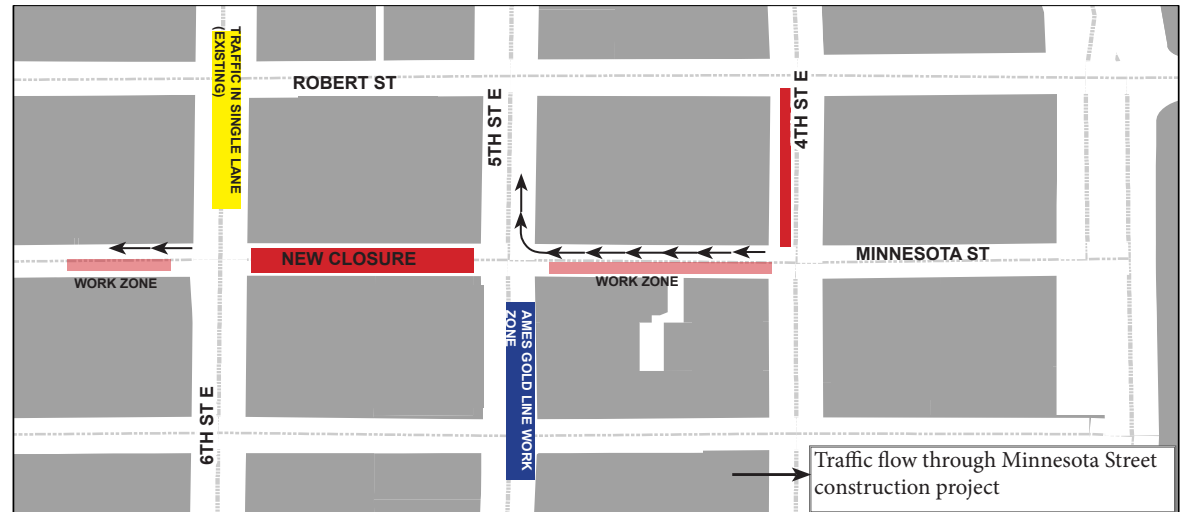 TRAFFIC IN SINGLE LANE
(EXISTING)
ROBERT ST
5TH ST E
4TH ST E
NEW CLOSURE
MINNESOTA ST
WORK ZONE
WORK ZONE
AMES GOLD LINE WORK
ZONE
6TH ST E
Traffic flow through Minnesota Street
construction project